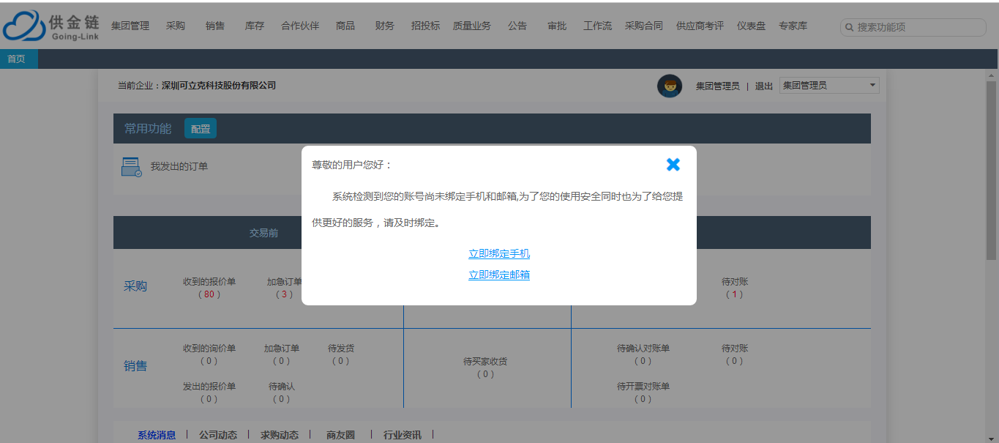 供金链
Going-Link
集团管理 采购 销售 库存 合作伙伴 商品 财务 招投标 质量业务 公告 审批 工作流 采购合同 供应商考评 仪表盘 专家库 搜索功能项
首页
当前企业：深圳可立克科技股份有限公司 集团管理员 | 退出 集团管理员
常用功能 配置
我发出的订单
尊敬的用户您好：
系统检测到您的账号尚未绑定手机和邮箱,为了您的使用安全同时也为了给您提
供更好的服务，请及时绑定。
立即绑定手机
立即绑定邮箱
交易前
采购 收到的报价单 加急订单 待对账
（80） （3） （1）
销售 收到的询价单 加急订单 待发货 待买家收货 待确认对账单 待对账
（0） （0） （0） （0） （0） （0）
发出的报价单 待确认 待开票对账单
（0） （0） （0）
系统消息 | 公司动态 | 求购动态 | 商友圈 | 行业资讯 |